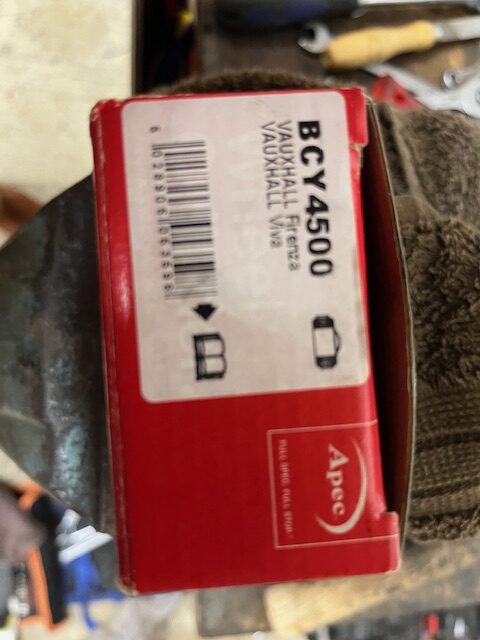 BCY4500
VAUXHALL Firenza
VAUXHALL Viva
Apec
FULL SPEC. FULL STOP.